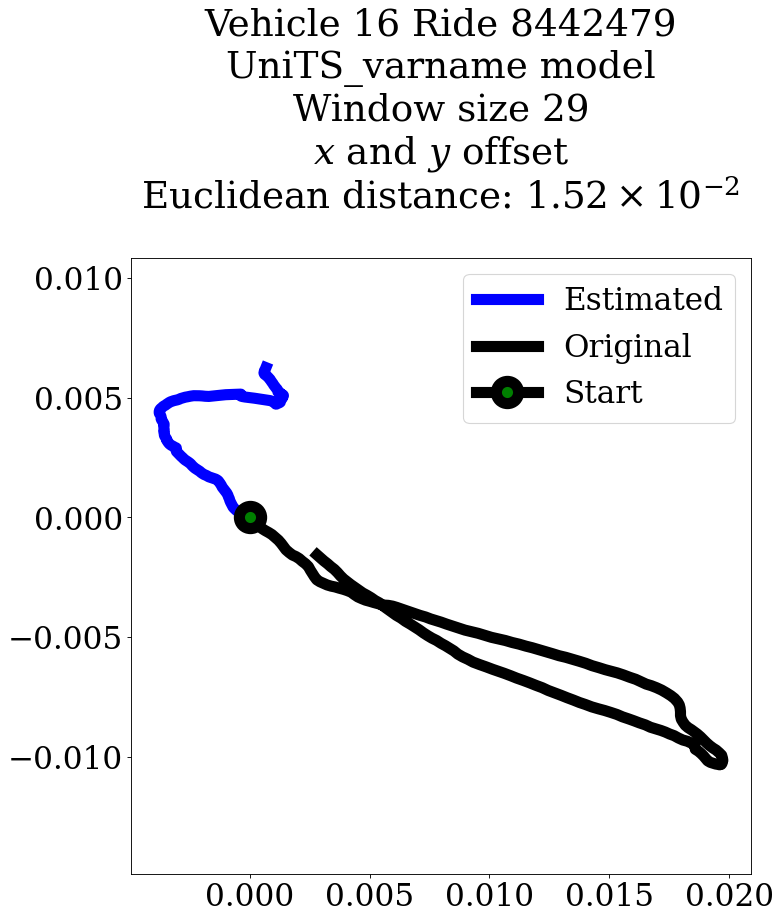 Vehicle 16 Ride 8442479
UniTS_varname model
Window size 29
x and y offset
Euclidean distance: 1.52 × 10⁻²
0.010
0.005
0.000
−0.005
−0.010
Estimated
Original
Start
0.000 0.005 0.010 0.015 0.020